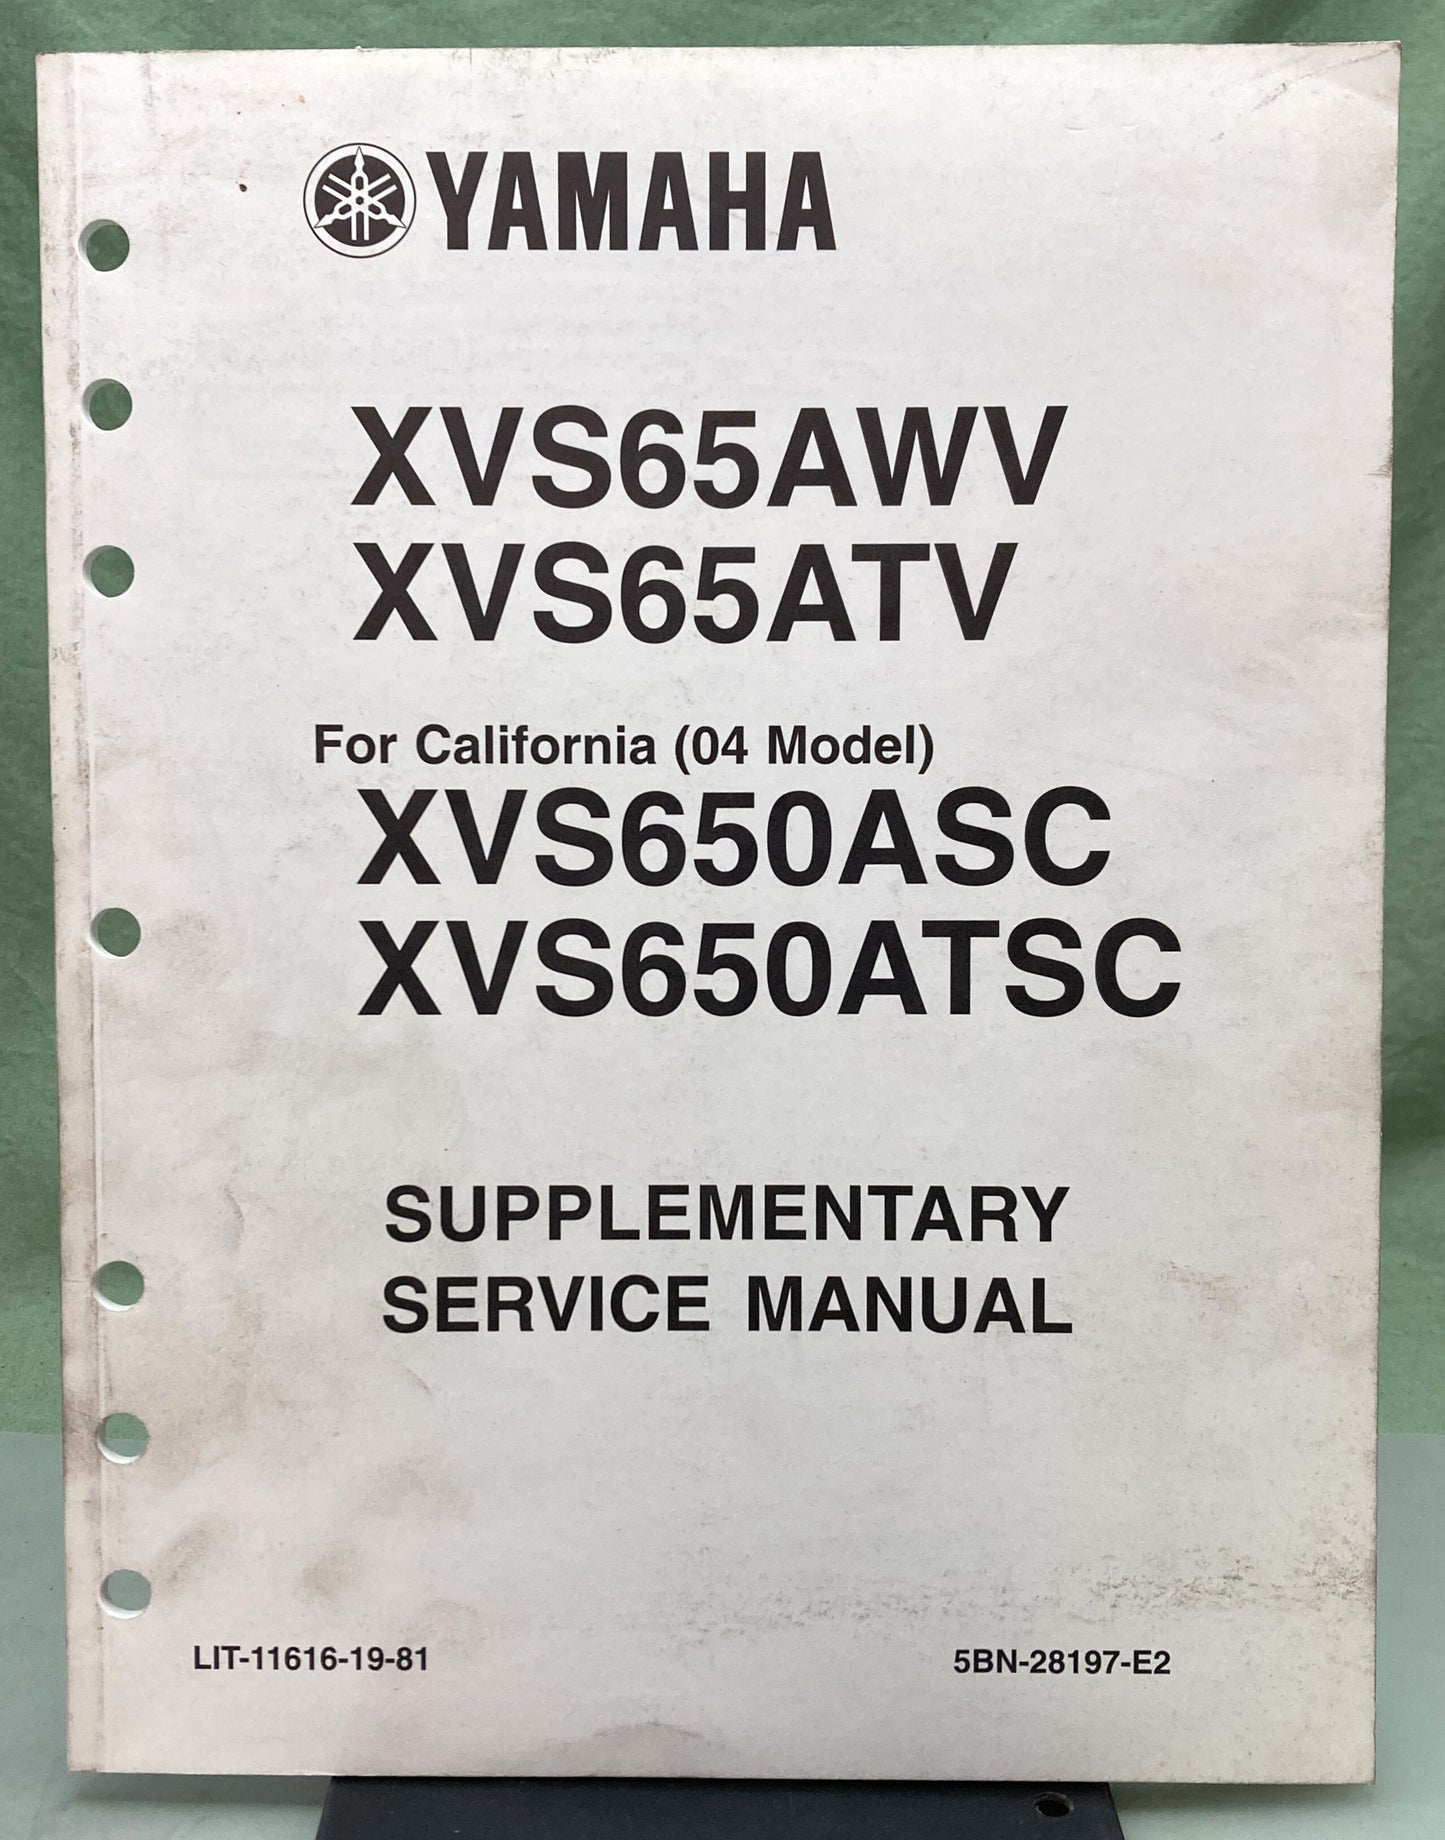 YAMAHA
XVS65AWV
XVS65ATV
For California (04 Model)
XVS650ASC
XVS650ATSC
SUPPLEMENTARY
SERVICE MANUAL
LIT-11616-19-81
5BN-28197-E2